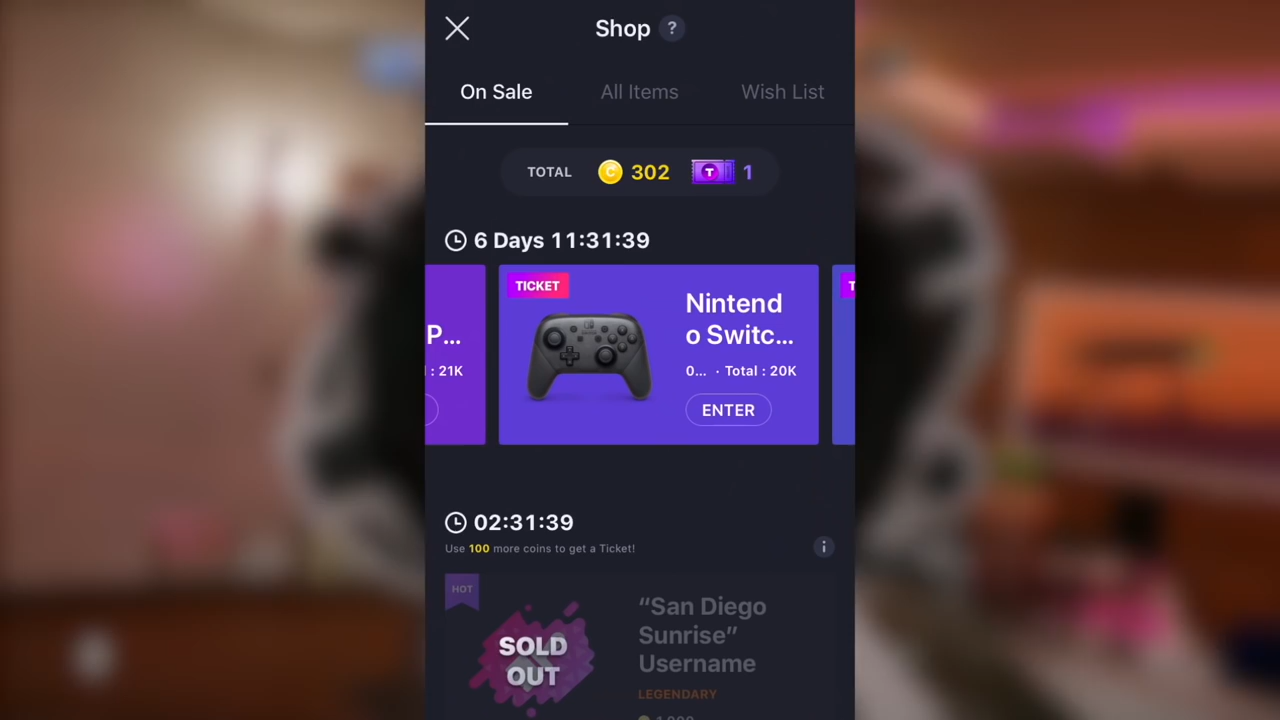 Shop ?
On Sale
All Items
Wish List
TOTAL C 302 T 1
6 Days 11:31:39
P...
: 21K
TICKET
Nintend
o Switc...
0... · Total : 20K
ENTER
T
02:31:39
Use 100 more coins to get a Ticket!
i
HOT
SOLD
OUT
“San Diego
Sunrise”
Username
LEGENDARY